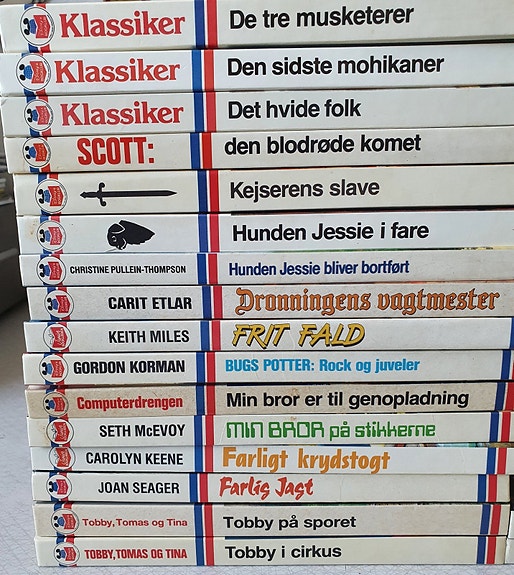 Klassiker De tre musketerer
Klassiker Den sidste mohikaner
Klassiker Det hvide folk
SCOTT: den blodrøde komet
Kejserens slave
Hunden Jessie i fare
CHRISTINE PULLEIN-THOMPSON Hunden Jessie bliver bortført
CARIT ETLAR Dronningens vagtmester
KEITH MILES FRIT FALD
GORDON KORMAN BUGS POTTER: Rock og juveler
Computerdrengen Min bror er til genopladning
SETH McEVOY MIN BROR på stikkerne
CAROLYN KEENE Farligt krydstogt
JOAN SEAGER Farlig Jagt
Tobby, Tomas og Tina Tobby på sporet
TOBBY, TOMAS OG TINA Tobby i cirkus